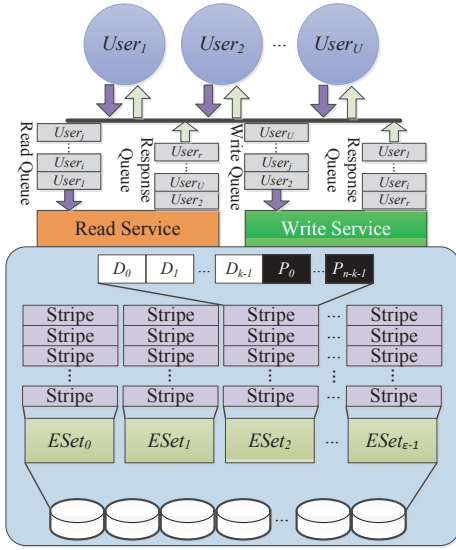 User1 User2 ... UserU
Read Queue
Userj
Useri
User1
Response Queue
Userr
UserU
User2
Write Queue
UserU
Userj
User2
Response Queue
User1
Useri
Userr
Read Service
Write Service
D0 D1 ... Dk-1 P0 ... Pn-k-1
Stripe Stripe Stripe ... Stripe
Stripe Stripe Stripe ... Stripe
Stripe Stripe Stripe ... Stripe
Stripe Stripe Stripe ... Stripe
ESet0 ESet1 ESet2 ... ESetε-1
...